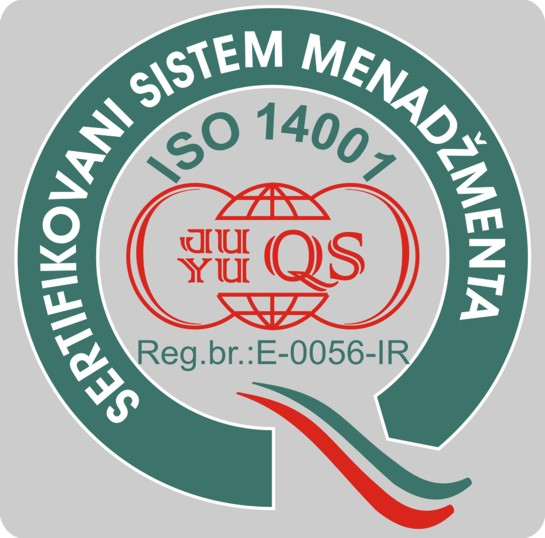 SERTIFIKOVANI SISTEM MENADŽMENTA
ISO 14001
JU
YU QS
Reg.br.:E-0056-IR